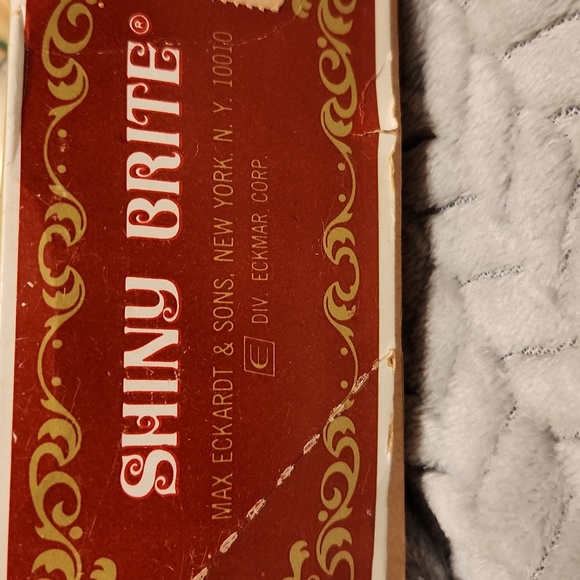 SHINY BRITE®
MAX ECKARDT & SONS, NEW YORK. N. Y. 10010
E DIV. ECKMAR CORP.